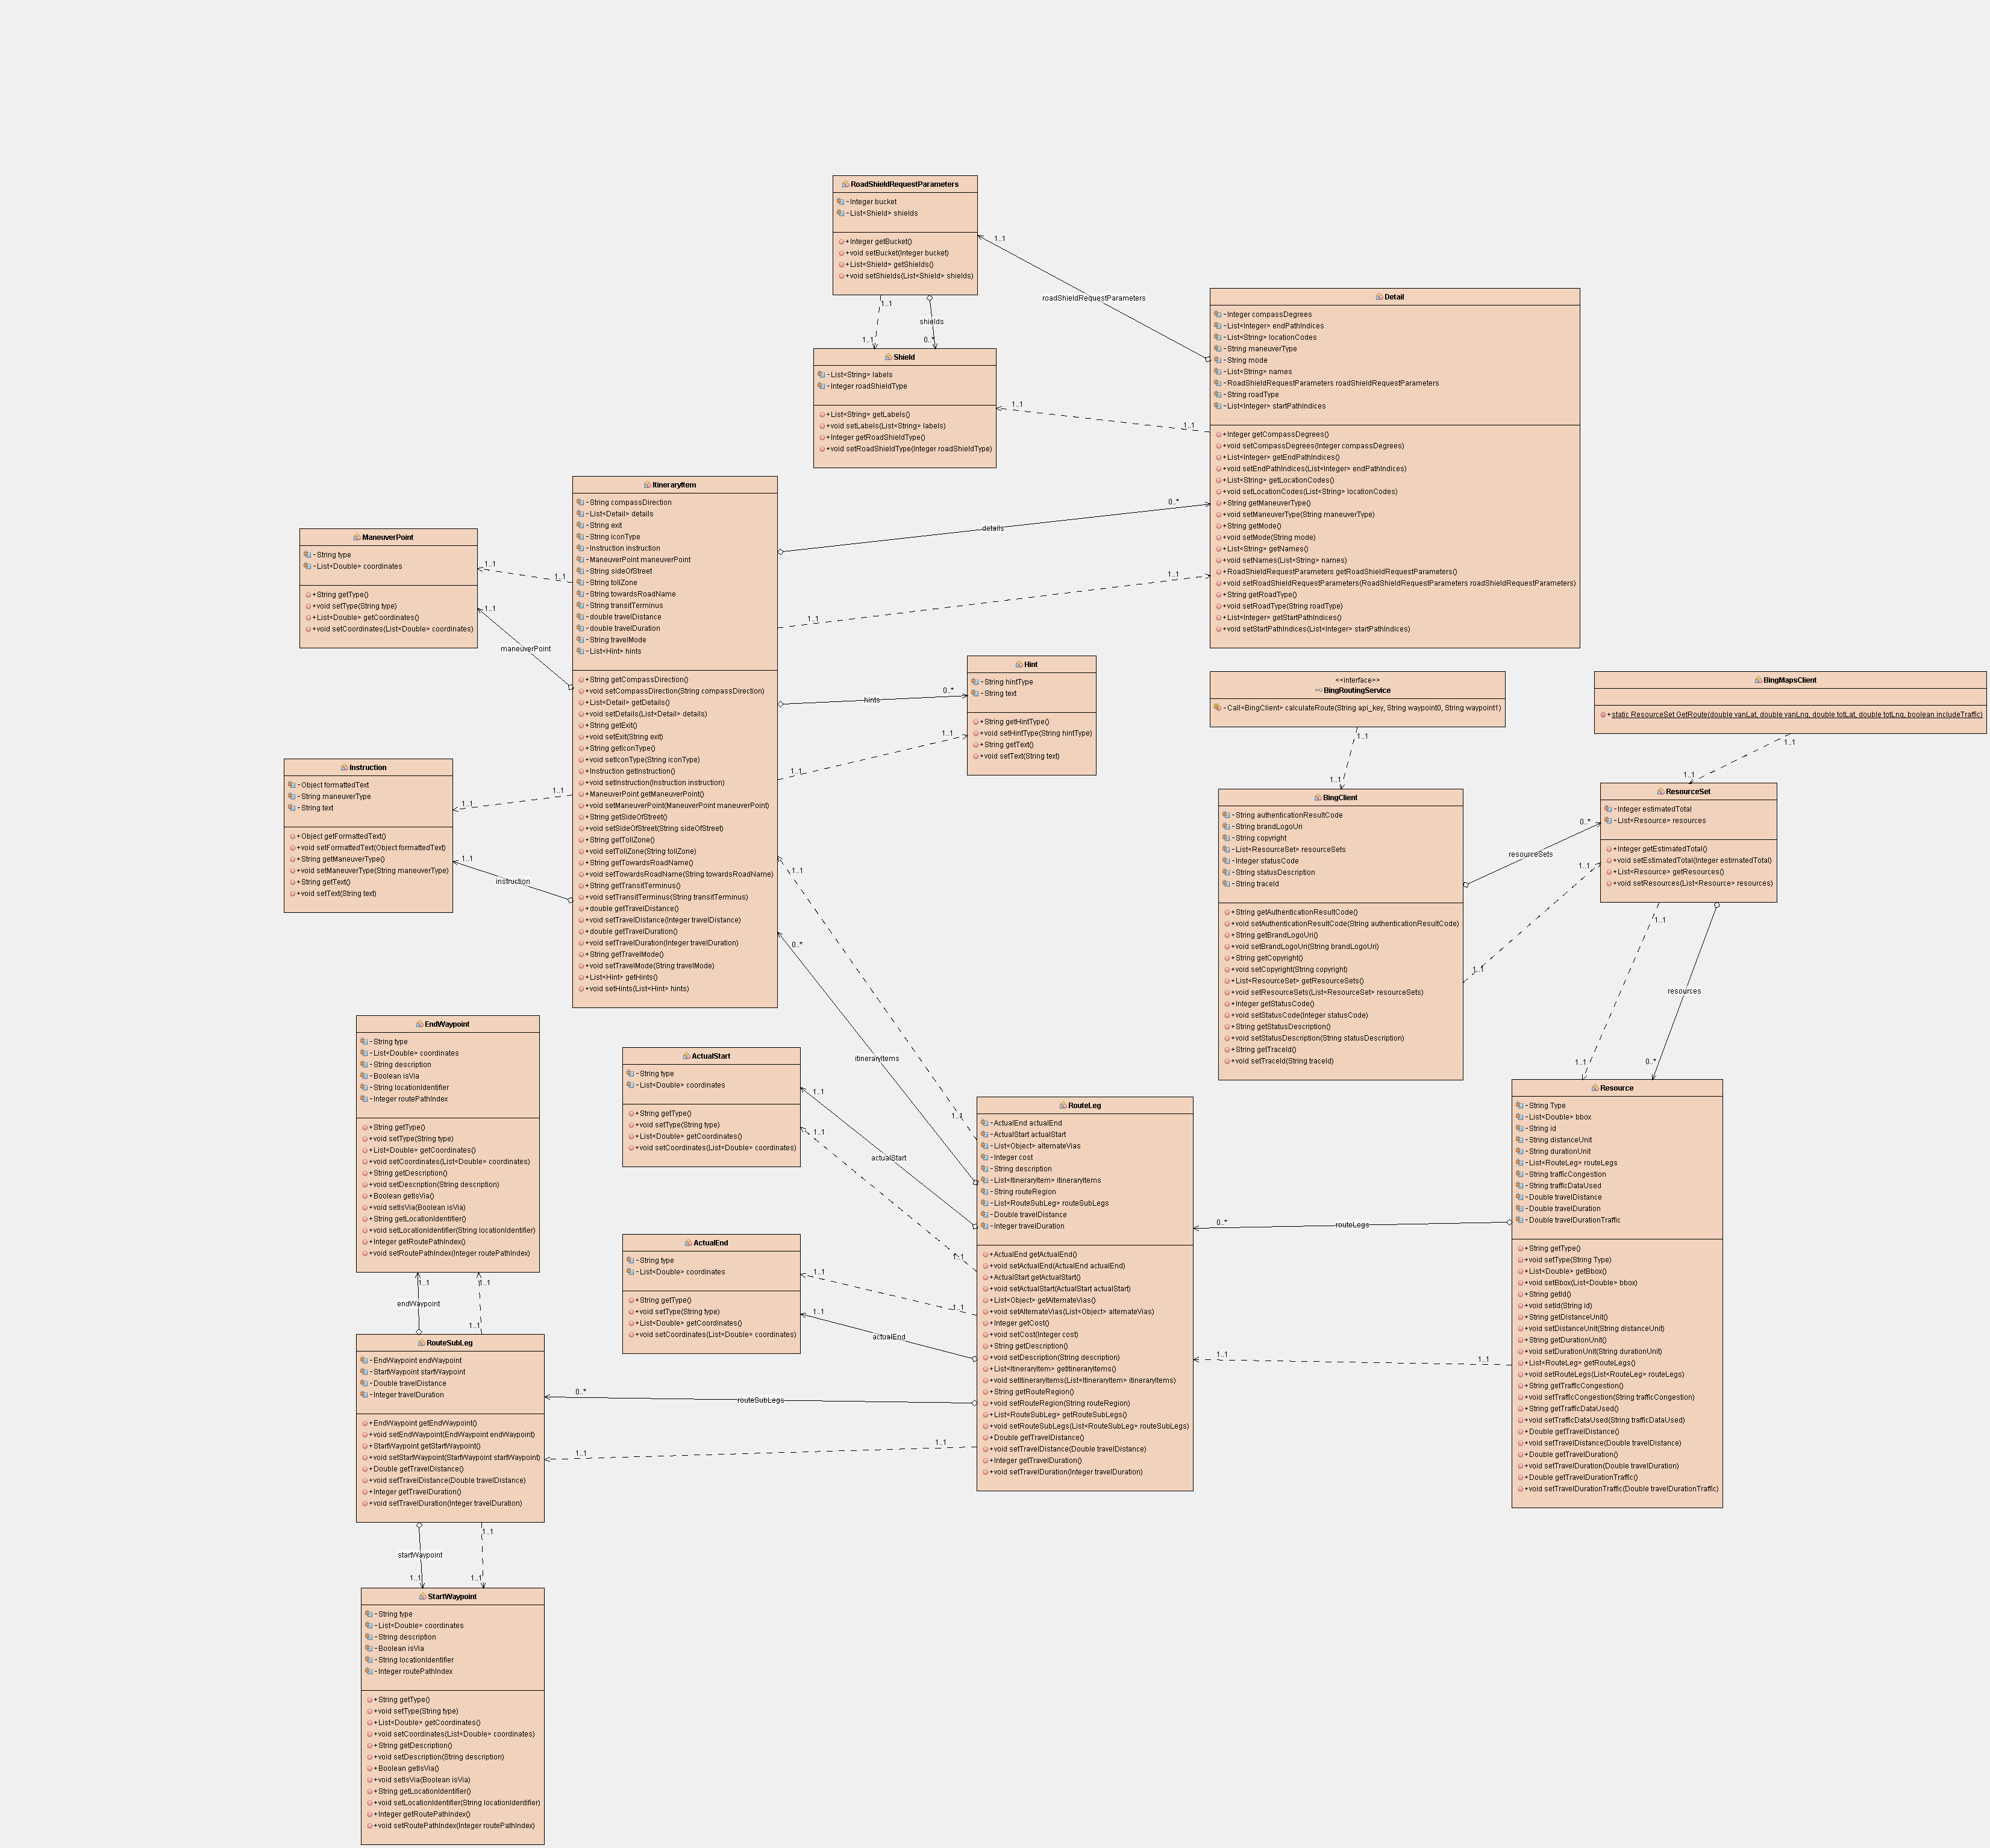 RoadShieldRequestParameters
-Integer bucket
-List<Shield> shields
+Integer getBucket()
+void setBucket(Integer bucket)
+List<Shield> getShields()
+void setShields(List<Shield> shields)
1..1
roadShieldRequestParameters
1..1
shields
1..1
0..*
Shield
-List<String> labels
-Integer roadShieldType
+List<String> getLabels()
+void setLabels(List<String> labels)
+Integer getRoadShieldType()
+void setRoadShieldType(Integer roadShieldType)
1..1
1..1
Detail
-Integer compassDegrees
-List<Integer> endPathIndices
-List<String> locationCodes
-String maneuverType
-String mode
-List<String> names
-RoadShieldRequestParameters roadShieldRequestParameters
-String roadType
-List<Integer> startPathIndices
+Integer getCompassDegrees()
+void setCompassDegrees(Integer compassDegrees)
+List<Integer> getEndPathIndices()
+void setEndPathIndices(List<Integer> endPathIndices)
+List<String> getLocationCodes()
+void setLocationCodes(List<String> locationCodes)
+String getManeuverType()
+void setManeuverType(String maneuverType)
+String getMode()
+void setMode(String mode)
+List<String> getNames()
+void setNames(List<String> names)
+RoadShieldRequestParameters getRoadShieldRequestParameters()
+void setRoadShieldRequestParameters(RoadShieldRequestParameters roadShieldRequestParameters)
+String getRoadType()
+void setRoadType(String roadType)
+List<Integer> getStartPathIndices()
+void setStartPathIndices(List<Integer> startPathIndices)
ItineraryItem
-String compassDirection
-List<Detail> details
-String exit
-String iconType
-Instruction instruction
-ManeuverPoint maneuverPoint
-String sideOfStreet
-String tollZone
-String towardsRoadName
-String transitTerminus
-double travelDistance
-double travelDuration
-String travelMode
-List<Hint> hints
+String getCompassDirection()
+void setCompassDirection(String compassDirection)
+List<Detail> getDetails()
+void setDetails(List<Detail> details)
+String getExit()
+void setExit(String exit)
+String getIconType()
+void setIconType(String iconType)
+Instruction getInstruction()
+void setInstruction(Instruction instruction)
+ManeuverPoint getManeuverPoint()
+void setManeuverPoint(ManeuverPoint maneuverPoint)
+String getSideOfStreet()
+void setSideOfStreet(String sideOfStreet)
+String getTollZone()
+void setTollZone(String tollZone)
+String getTowardsRoadName()
+void setTowardsRoadName(String towardsRoadName)
+String getTransitTerminus()
+void setTransitTerminus(String transitTerminus)
+double getTravelDistance()
+void setTravelDistance(Integer travelDistance)
+double getTravelDuration()
+void setTravelDuration(Integer travelDuration)
+String getTravelMode()
+void setTravelMode(String travelMode)
+List<Hint> getHints()
+void setHints(List<Hint> hints)
0..*
details
1..1
1..1
ManeuverPoint
-String type
-List<Double> coordinates
+String getType()
+void setType(String type)
+List<Double> getCoordinates()
+void setCoordinates(List<Double> coordinates)
1..1
1..1
1..1
maneuverPoint
Hint
-String hintType
-String text
+String getHintType()
+void setHintType(String hintType)
+String getText()
+void setText(String text)
0..*
hints
1..1
1..1
<<interface>>
BingRoutingService
-Call<BingClient> calculateRoute(String api_key, String waypoint0, String waypoint1)
1..1
1..1
BingMapsClient
+static ResourceSet GetRoute(double vanLat, double vanLng, double totLat, double totLng, boolean includeTraffic)
1..1
1..1
Instruction
-Object formattedText
-String maneuverType
-String text
+Object getFormattedText()
+void setFormattedText(Object formattedText)
+String getManeuverType()
+void setManeuverType(String maneuverType)
+String getText()
+void setText(String text)
1..1
1..1
1..1
instruction
BingClient
-String authenticationResultCode
-String brandLogoUri
-String copyright
-List<ResourceSet> resourceSets
-Integer statusCode
-String statusDescription
-String traceId
+String getAuthenticationResultCode()
+void setAuthenticationResultCode(String authenticationResultCode)
+String getBrandLogoUri()
+void setBrandLogoUri(String brandLogoUri)
+String getCopyright()
+void setCopyright(String copyright)
+List<ResourceSet> getResourceSets()
+void setResourceSets(List<ResourceSet> resourceSets)
+Integer getStatusCode()
+void setStatusCode(Integer statusCode)
+String getStatusDescription()
+void setStatusDescription(String statusDescription)
+String getTraceId()
+void setTraceId(String traceId)
0..*
resourceSets
1..1
1..1
ResourceSet
-Integer estimatedTotal
-List<Resource> resources
+Integer getEstimatedTotal()
+void setEstimatedTotal(Integer estimatedTotal)
+List<Resource> getResources()
+void setResources(List<Resource> resources)
1..1
resources
1..1
0..*
1..1
0..*
itineraryItems
1..1
EndWaypoint
-String type
-List<Double> coordinates
-String description
-Boolean isVia
-String locationIdentifier
-Integer routePathIndex
+String getType()
+void setType(String type)
+List<Double> getCoordinates()
+void setCoordinates(List<Double> coordinates)
+String getDescription()
+void setDescription(String description)
+Boolean getIsVia()
+void setIsVia(Boolean isVia)
+String getLocationIdentifier()
+void setLocationIdentifier(String locationIdentifier)
+Integer getRoutePathIndex()
+void setRoutePathIndex(Integer routePathIndex)
ActualStart
-String type
-List<Double> coordinates
+String getType()
+void setType(String type)
+List<Double> getCoordinates()
+void setCoordinates(List<Double> coordinates)
1..1
1..1
actualStart
1..1
RouteLeg
-ActualEnd actualEnd
-ActualStart actualStart
-List<Object> alternateVias
-Integer cost
-String description
-List<ItineraryItem> itineraryItems
-String routeRegion
-List<RouteSubLeg> routeSubLegs
-Double travelDistance
-Integer travelDuration
+ActualEnd getActualEnd()
+void setActualEnd(ActualEnd actualEnd)
+ActualStart getActualStart()
+void setActualStart(ActualStart actualStart)
+List<Object> getAlternateVias()
+void setAlternateVias(List<Object> alternateVias)
+Integer getCost()
+void setCost(Integer cost)
+String getDescription()
+void setDescription(String description)
+List<ItineraryItem> getItineraryItems()
+void setItineraryItems(List<ItineraryItem> itineraryItems)
+String getRouteRegion()
+void setRouteRegion(String routeRegion)
+List<RouteSubLeg> getRouteSubLegs()
+void setRouteSubLegs(List<RouteSubLeg> routeSubLegs)
+Double getTravelDistance()
+void setTravelDistance(Double travelDistance)
+Integer getTravelDuration()
+void setTravelDuration(Integer travelDuration)
Resource
-String Type
-List<Double> bbox
-String id
-String distanceUnit
-String durationUnit
-List<RouteLeg> routeLegs
-String trafficCongestion
-String trafficDataUsed
-Double travelDistance
-Double travelDuration
-Double travelDurationTraffic
+String getType()
+void setType(String Type)
+List<Double> getBbox()
+void setBbox(List<Double> bbox)
+String getId()
+void setId(String id)
+String getDistanceUnit()
+void setDistanceUnit(String distanceUnit)
+String getDurationUnit()
+void setDurationUnit(String durationUnit)
+List<RouteLeg> getRouteLegs()
+void setRouteLegs(List<RouteLeg> routeLegs)
+String getTrafficCongestion()
+void setTrafficCongestion(String trafficCongestion)
+String getTrafficDataUsed()
+void setTrafficDataUsed(String trafficDataUsed)
+Double getTravelDistance()
+void setTravelDistance(Double travelDistance)
+Double getTravelDuration()
+void setTravelDuration(Double travelDuration)
+Double getTravelDurationTraffic()
+void setTravelDurationTraffic(Double travelDurationTraffic)
0..*
routeLegs
1..1
1..1
ActualEnd
-String type
-List<Double> coordinates
+String getType()
+void setType(String type)
+List<Double> getCoordinates()
+void setCoordinates(List<Double> coordinates)
1..1
1..1
1..1
actualEnd
1..1
1..1
endWaypoint
1..1
RouteSubLeg
-EndWaypoint endWaypoint
-StartWaypoint startWaypoint
-Double travelDistance
-Integer travelDuration
+EndWaypoint getEndWaypoint()
+void setEndWaypoint(EndWaypoint endWaypoint)
+StartWaypoint getStartWaypoint()
+void setStartWaypoint(StartWaypoint startWaypoint)
+Double getTravelDistance()
+void setTravelDistance(Double travelDistance)
+Integer getTravelDuration()
+void setTravelDuration(Integer travelDuration)
0..*
routeSubLegs
1..1
1..1
1..1
startWaypoint
1..1
1..1
StartWaypoint
-String type
-List<Double> coordinates
-String description
-Boolean isVia
-String locationIdentifier
-Integer routePathIndex
+String getType()
+void setType(String type)
+List<Double> getCoordinates()
+void setCoordinates(List<Double> coordinates)
+String getDescription()
+void setDescription(String description)
+Boolean getIsVia()
+void setIsVia(Boolean isVia)
+String getLocationIdentifier()
+void setLocationIdentifier(String locationIdentifier)
+Integer getRoutePathIndex()
+void setRoutePathIndex(Integer routePathIndex)